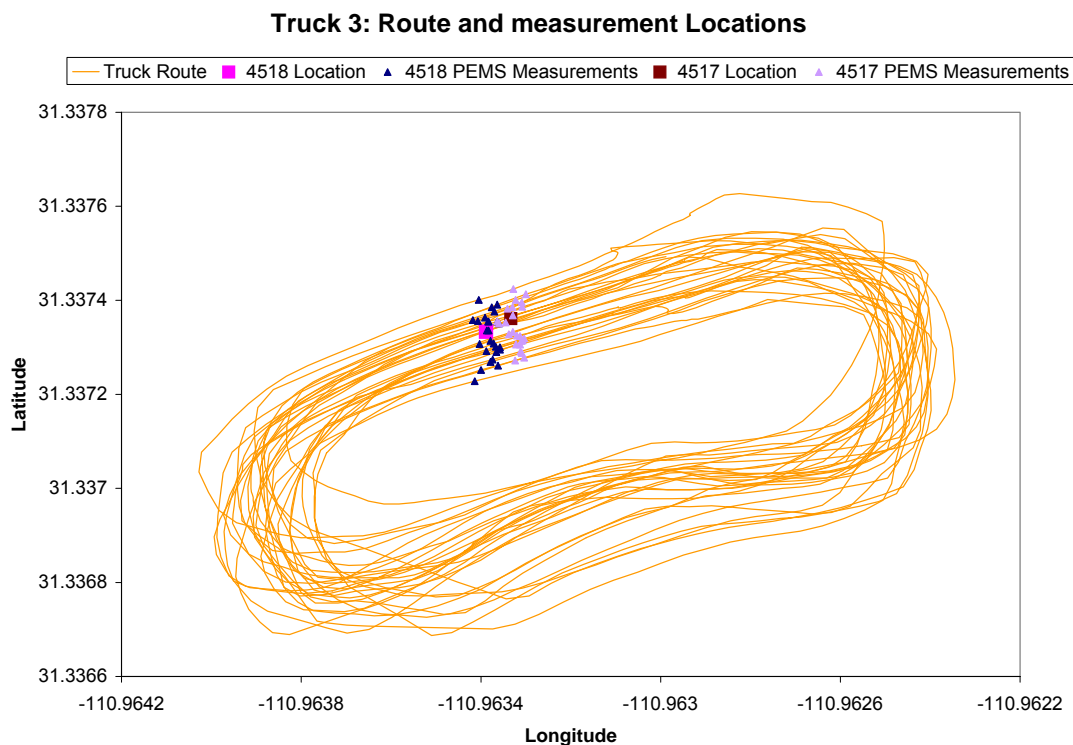 Truck 3: Route and measurement Locations
Truck Route 4518 Location 4518 PEMS Measurements 4517 Location 4517 PEMS Measurements
31.3378
31.3376
31.3374
31.3372
31.337
31.3368
31.3366
Latitude
-110.9642 -110.9638 -110.9634 -110.963 -110.9626 -110.9622
Longitude